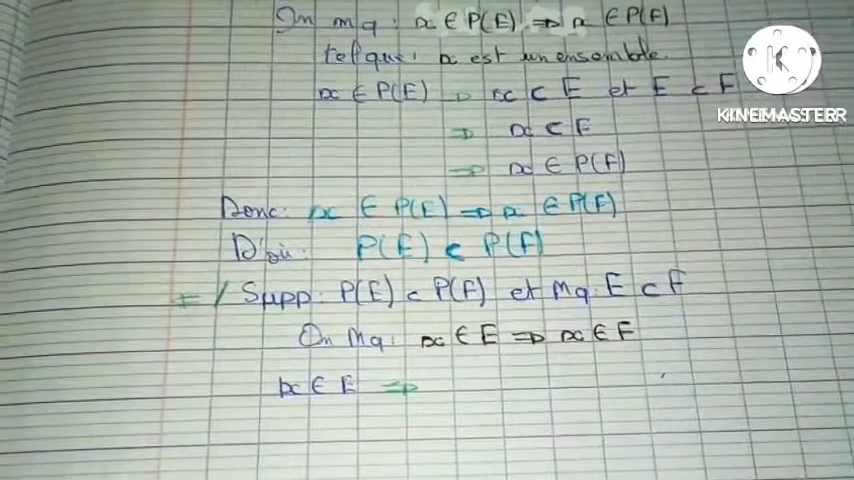 On mq: x ∈ P(E) ⇒ x ∈ P(F)
tel que: x est un ensemble.
x ∈ P(E) ⇒ x ⊂ E et E ⊂ F
⇒ x ⊂ F
⇒ x ∈ P(F)
Donc: x ∈ P(E) ⇒ x ∈ P(F)
D'où: P(E) ⊂ P(F)
⇐ / Supp: P(E) ⊂ P(F) et Mq: E ⊂ F
On Mq: x ∈ E ⇒ x ∈ F
x ∈ E ⇒
K
KINEMASTER